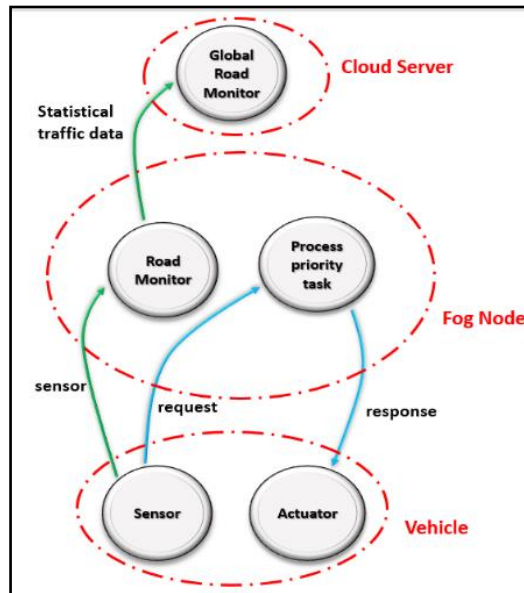 Global
Road
Monitor
Cloud Server
Statistical
traffic data
Road
Monitor
Process
priority
task
Fog Node
sensor
request
response
Sensor
Actuator
Vehicle